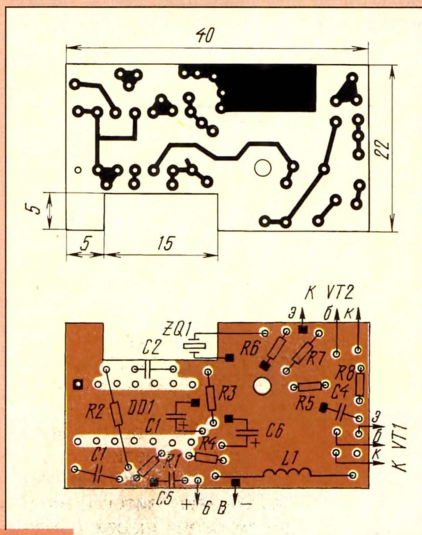 40
22
5
5
15
К VT2
ZQ1 э б к
C2 R6 R7
R2 DD1 R3 R5 R8
C1 C4
C6 э
C1 R1 R4 б
L1 к К VT1
C5
+ 6 В −